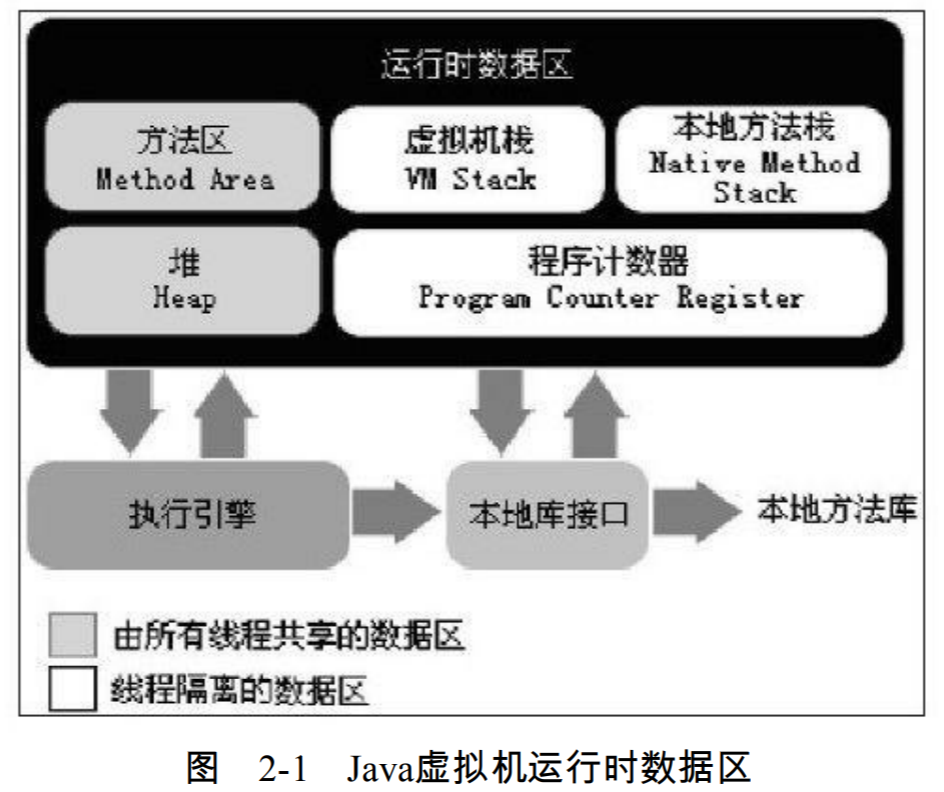 运行时数据区
方法区
Method Area
虚拟机栈
VM Stack
本地方法栈
Native Method
Stack
堆
Heap
程序计数器
Program Counter Register
执行引擎
本地库接口
本地方法库
由所有线程共享的数据区
线程隔离的数据区
图 2-1 Java虚拟机运行时数据区